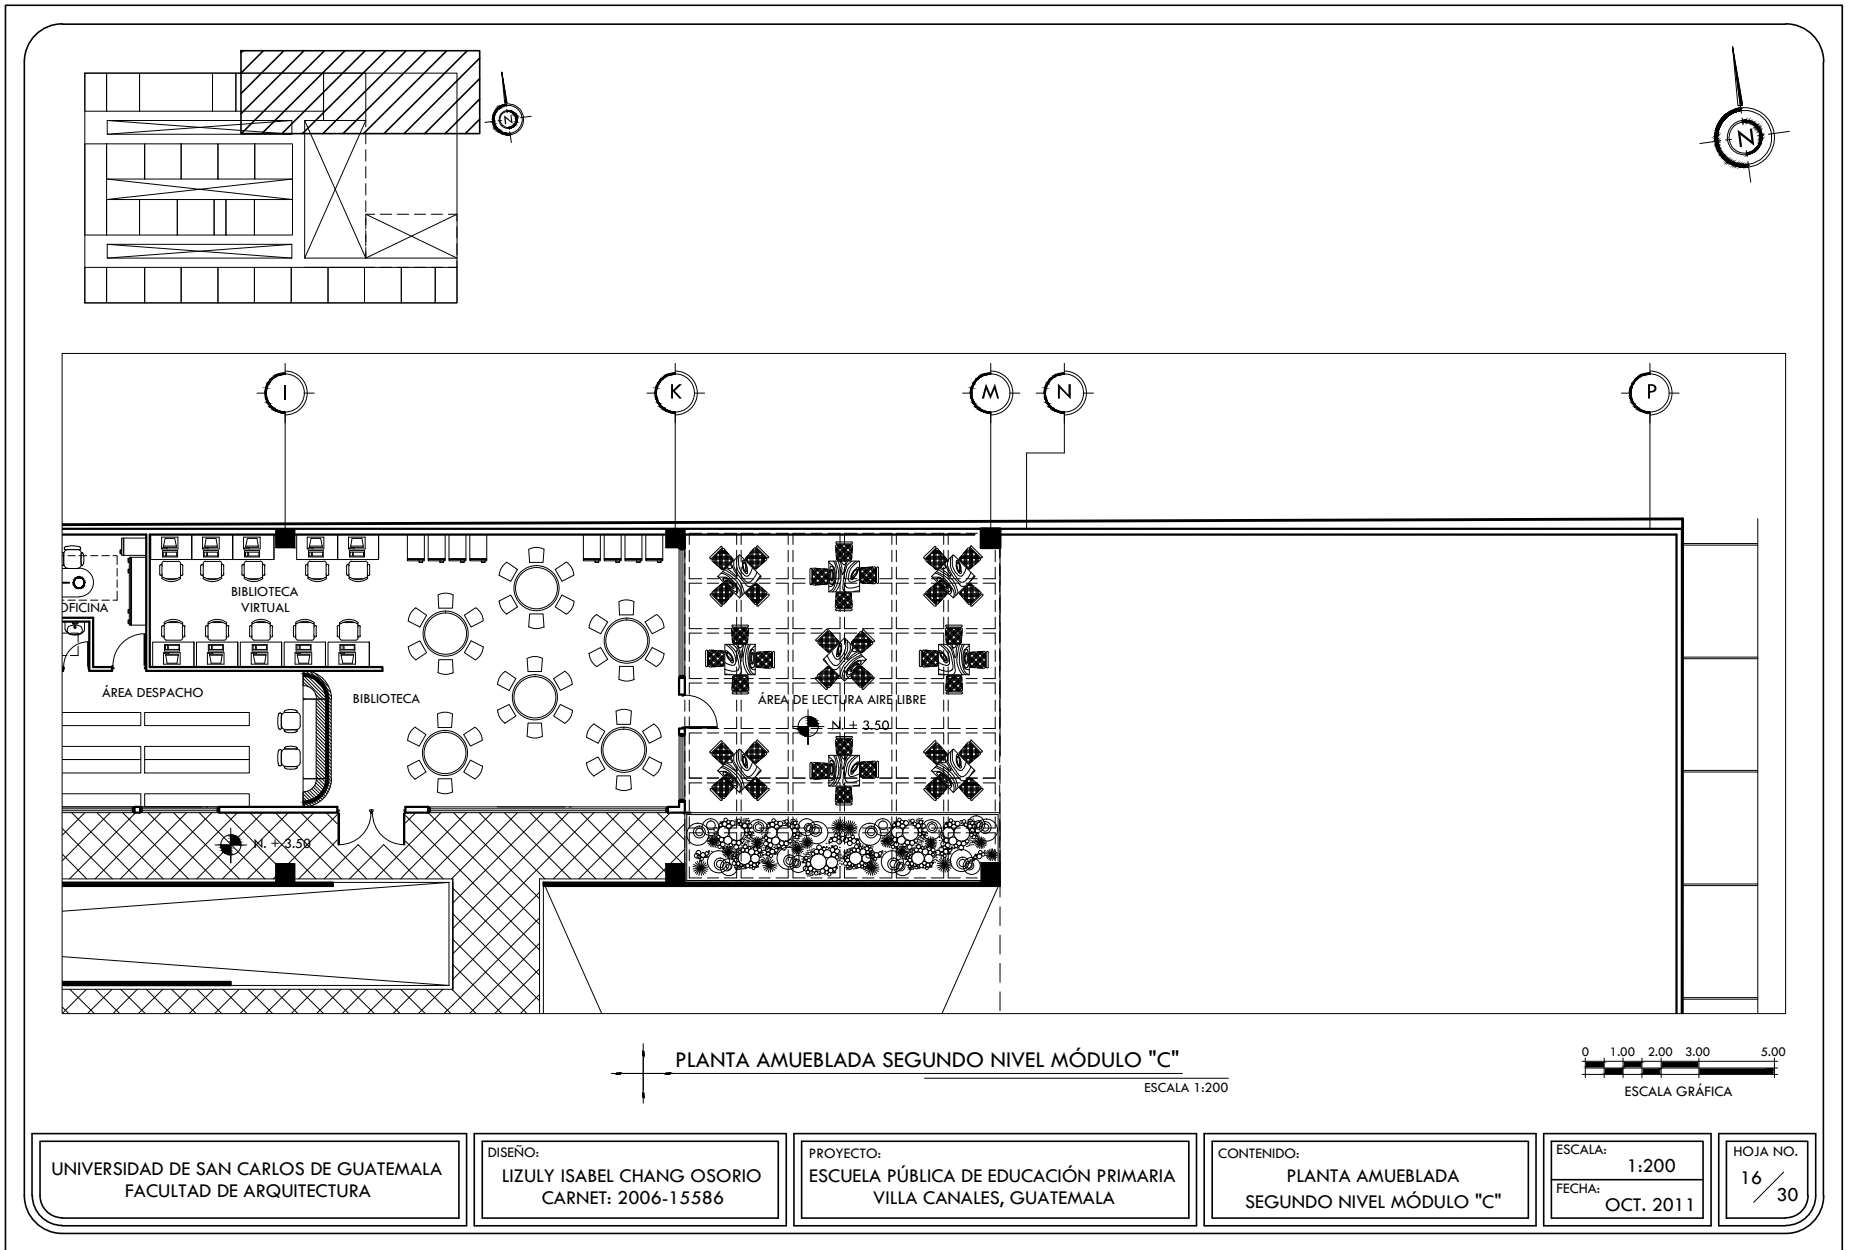 N
N
I
K
M
N
P
BIBLIOTECA
VIRTUAL
OFICINA
ÁREA DESPACHO
BIBLIOTECA
ÁREA DE LECTURA AIRE LIBRE
N. + 3.50
N. + 3.50
PLANTA AMUEBLADA SEGUNDO NIVEL MÓDULO "C"
ESCALA 1:200
0 1.00 2.00 3.00 5.00
ESCALA GRÁFICA
UNIVERSIDAD DE SAN CARLOS DE GUATEMALA
FACULTAD DE ARQUITECTURA
DISEÑO:
LIZULY ISABEL CHANG OSORIO
CARNET: 2006-15586
PROYECTO:
ESCUELA PÚBLICA DE EDUCACIÓN PRIMARIA
VILLA CANALES, GUATEMALA
CONTENIDO:
PLANTA AMUEBLADA
SEGUNDO NIVEL MÓDULO "C"
ESCALA:
1:200
FECHA:
OCT. 2011
HOJA NO.
16/30